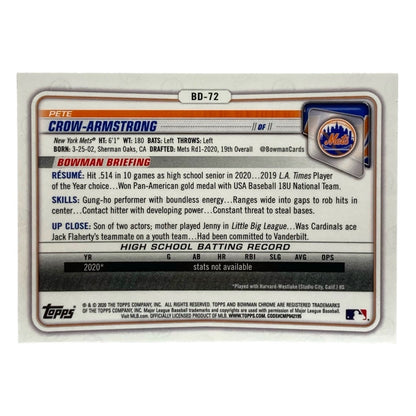 BD-72
PETE
CROW-ARMSTRONG
// OF //
Mets
New York Mets HT: 6'1" WT: 180 BATS: Left THROWS: Left
BORN: 3-25-02, Sherman Oaks, CA DRAFTED: Mets Rd1-2020, 19th Overall @BowmanCards
BOWMAN BRIEFING
RÉSUMÉ: Hit .514 in 10 games as high school senior in 2020...2019 L.A. Times Player
of the Year choice...Won Pan-American gold medal with USA Baseball 18U National Team.
SKILLS: Gung-ho performer with boundless energy...Ranges wide into gaps to rob hits in
center...Contact hitter with developing power...Constant threat to steal bases.
UP CLOSE: Son of two actors; mother played Jenny in Little Big League...Was Cardinals ace
Jack Flaherty's teammate on a youth team...Had been committed to Vanderbilt.
HIGH SCHOOL BATTING RECORD
YR G AB HR RBI SLG AVG OPS
2020* stats not available
*Played with Harvard-Westlake (Studio City, Calif.) HS
Topps
® & © 2020 THE TOPPS COMPANY, INC. ALL RIGHTS RESERVED. TOPPS AND BOWMAN CHROME ARE REGISTERED
TRADEMARKS OF THE TOPPS COMPANY, INC. Major League Baseball trademarks and copyrights are used with permission of Major League Baseball.
Visit MLB.com. OFFICIALLY LICENSED PRODUCT OF MLB. WWW.TOPPS.COM. CODE#CMP042195